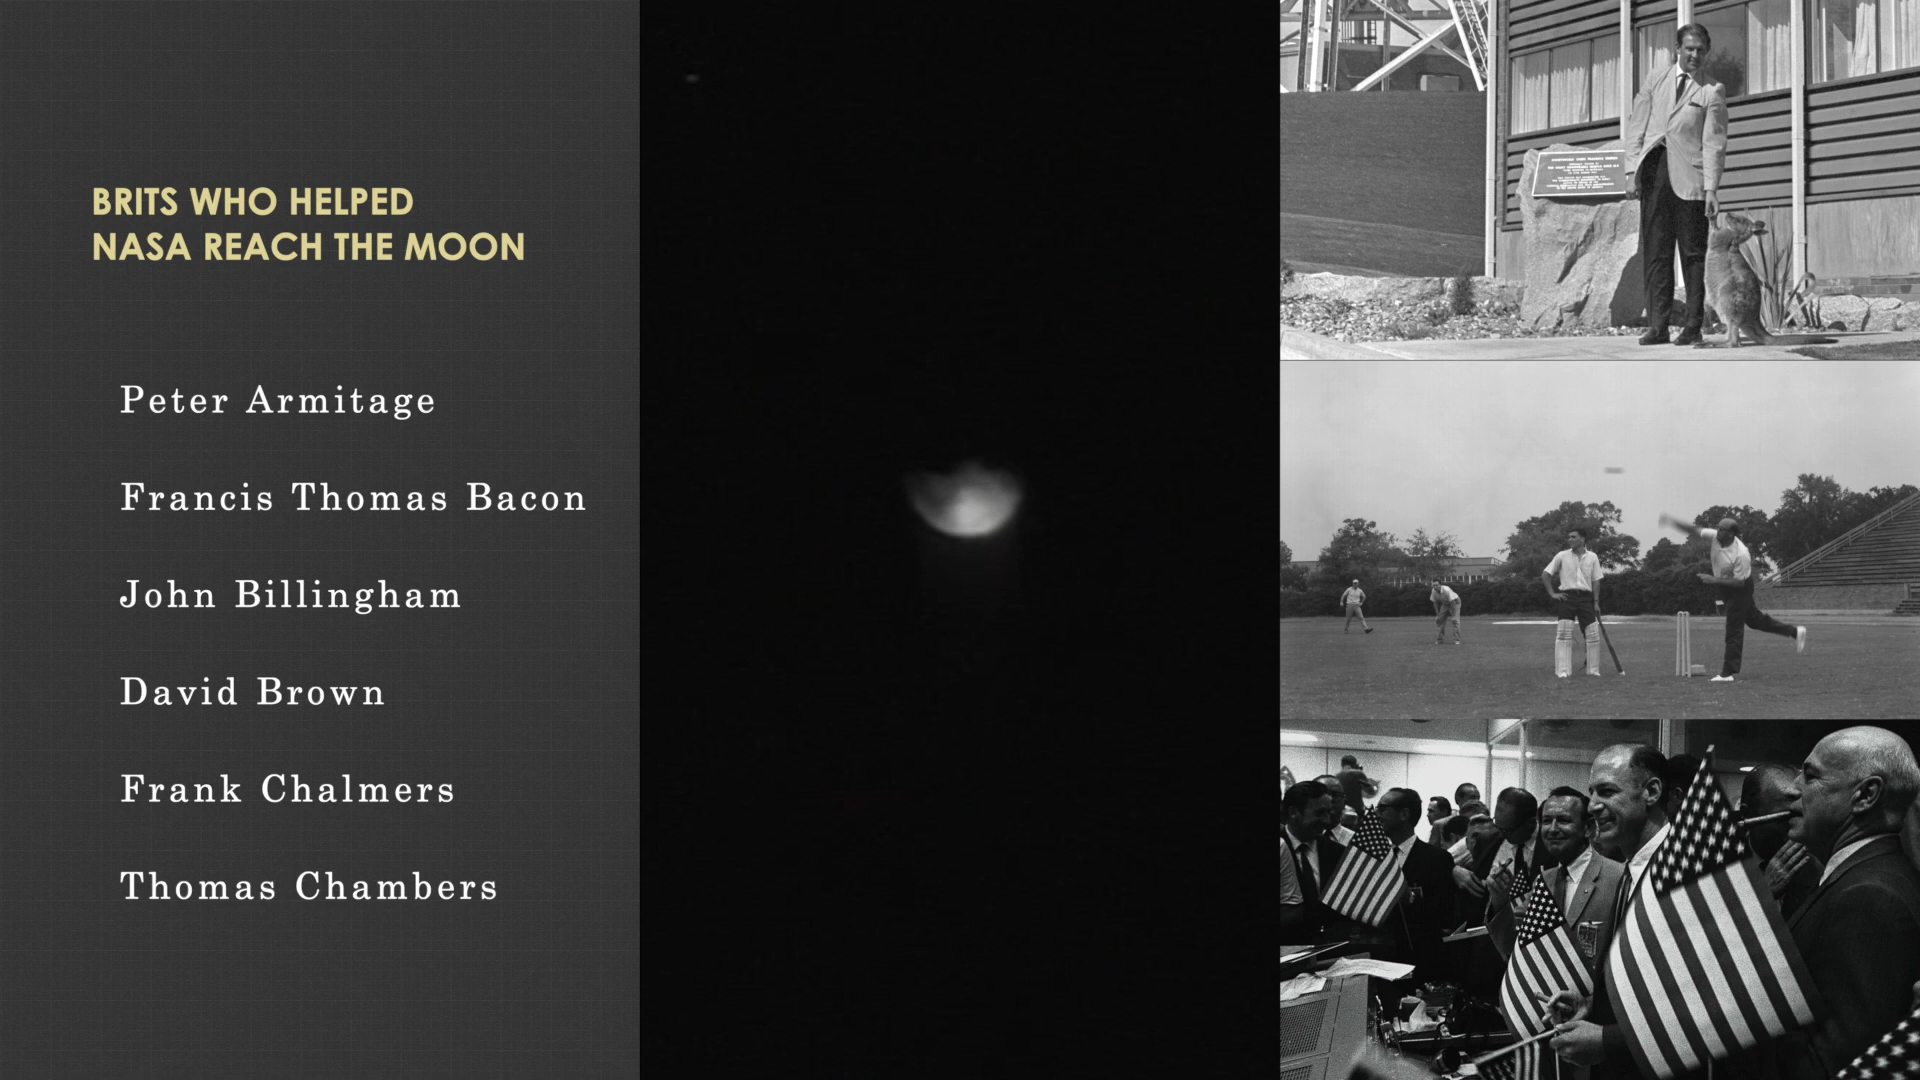 BRITS WHO HELPED
NASA REACH THE MOON
Peter Armitage
Francis Thomas Bacon
John Billingham
David Brown
Frank Chalmers
Thomas Chambers